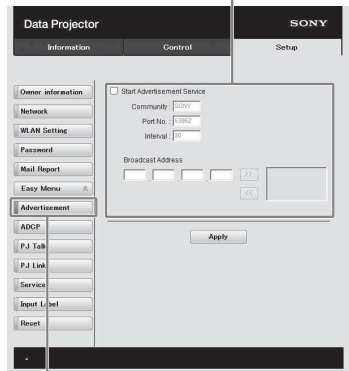 Data Projector
SONY
Information
Control
Setup
Owner information
Network
WLAN Setting
Password
Mail Report
Easy Menu
Advertisement
ADCP
PJ Talk
PJ Link
Service
Input Label
Reset
Start Advertisement Service
Community : SONY
Port No. : 53862
Interval : 30
Broadcast Address
. . .
>>
<<
Apply